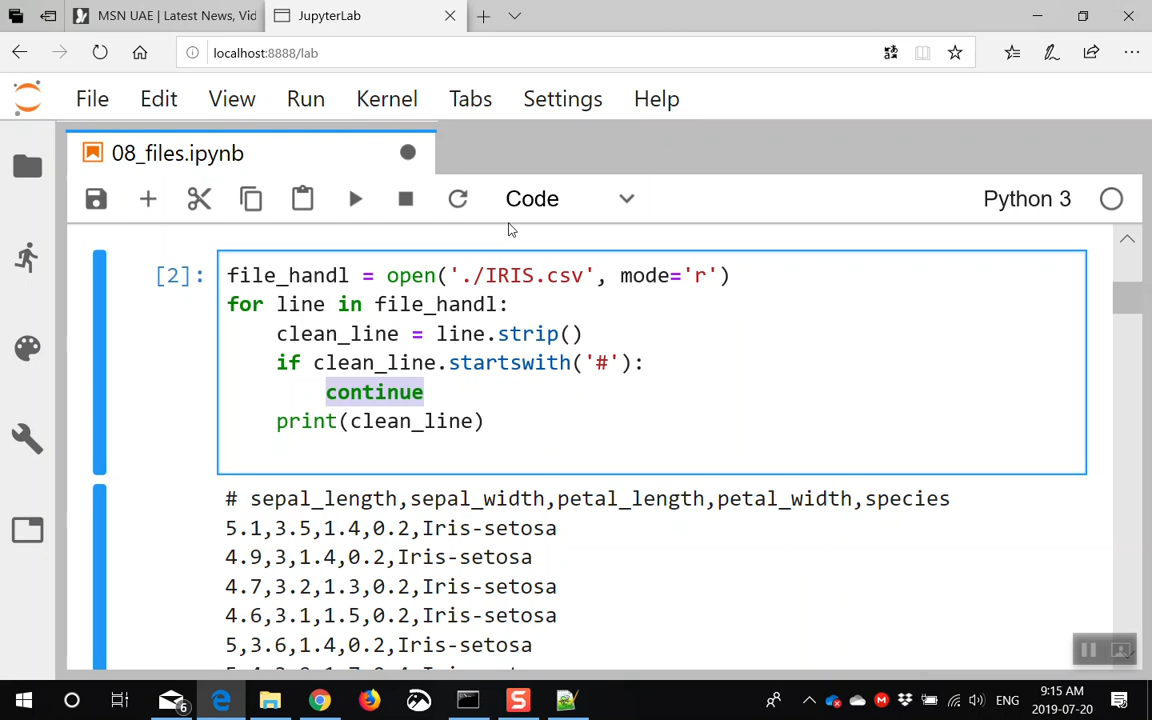 MSN UAE | Latest News, Vid
JupyterLab
localhost:8888/lab
File Edit View Run Kernel Tabs Settings Help
08_files.ipynb
Code
Python 3
[2]:
file_handl = open('./IRIS.csv', mode='r')
for line in file_handl:
    clean_line = line.strip()
    if clean_line.startswith('#'):
        continue
    print(clean_line)
# sepal_length,sepal_width,petal_length,petal_width,species
5.1,3.5,1.4,0.2,Iris-setosa
4.9,3,1.4,0.2,Iris-setosa
4.7,3.2,1.3,0.2,Iris-setosa
4.6,3.1,1.5,0.2,Iris-setosa
5,3.6,1.4,0.2,Iris-setosa
6
ENG
9:15 AM
2019-07-20